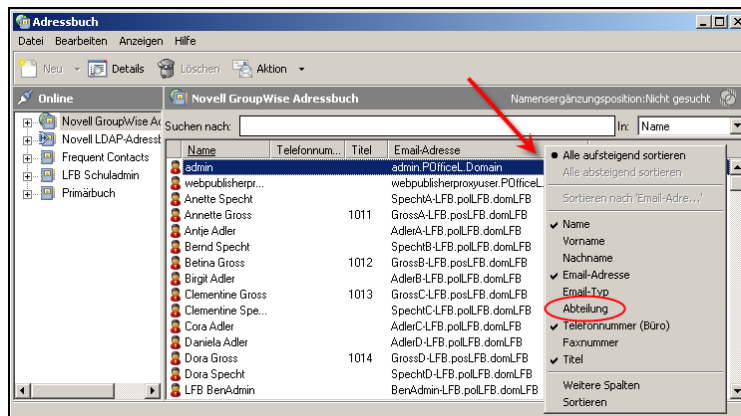 Adressbuch
Datei Bearbeiten Anzeigen Hilfe
Neu Details Löschen Aktion
Online
Novell GroupWise Adressbuch Namensergänzungsposition:Nicht gesucht
Novell GroupWise Ad
Novell LDAP-Adressb
Frequent Contacts
LFB Schuladmin
Primärbuch
Suchen nach: In: Name
Name Telefonnum... Titel Email-Adresse
admin admin.POfficeL.Domain
webpublisherpr... webpublisherproxyuser.POfficeL.
Anette Specht SpechtA-LFB.polLFB.domLFB
Annette Gross 1011 GrossA-LFB.posLFB.domLFB
Antje Adler AdlerA-LFB.polLFB.domLFB
Bernd Specht SpechtB-LFB.polLFB.domLFB
Betina Gross 1012 GrossB-LFB.posLFB.domLFB
Birgit Adler AdlerB-LFB.polLFB.domLFB
Clementine Gross 1013 GrossC-LFB.posLFB.domLFB
Clementine Spe... SpechtC-LFB.polLFB.domLFB
Cora Adler AdlerC-LFB.polLFB.domLFB
Daniela Adler AdlerD-LFB.polLFB.domLFB
Dora Gross 1014 GrossD-LFB.posLFB.domLFB
Dora Specht SpechtD-LFB.polLFB.domLFB
LFB BenAdmin BenAdmin-LFB.polLFB.domLFB
Alle aufsteigend sortieren
Alle absteigend sortieren
Sortieren nach 'Email-Adre...'
Name
Vorname
Nachname
Email-Adresse
Email-Typ
Abteilung
Telefonnummer (Büro)
Faxnummer
Titel
Weitere Spalten
Sortieren